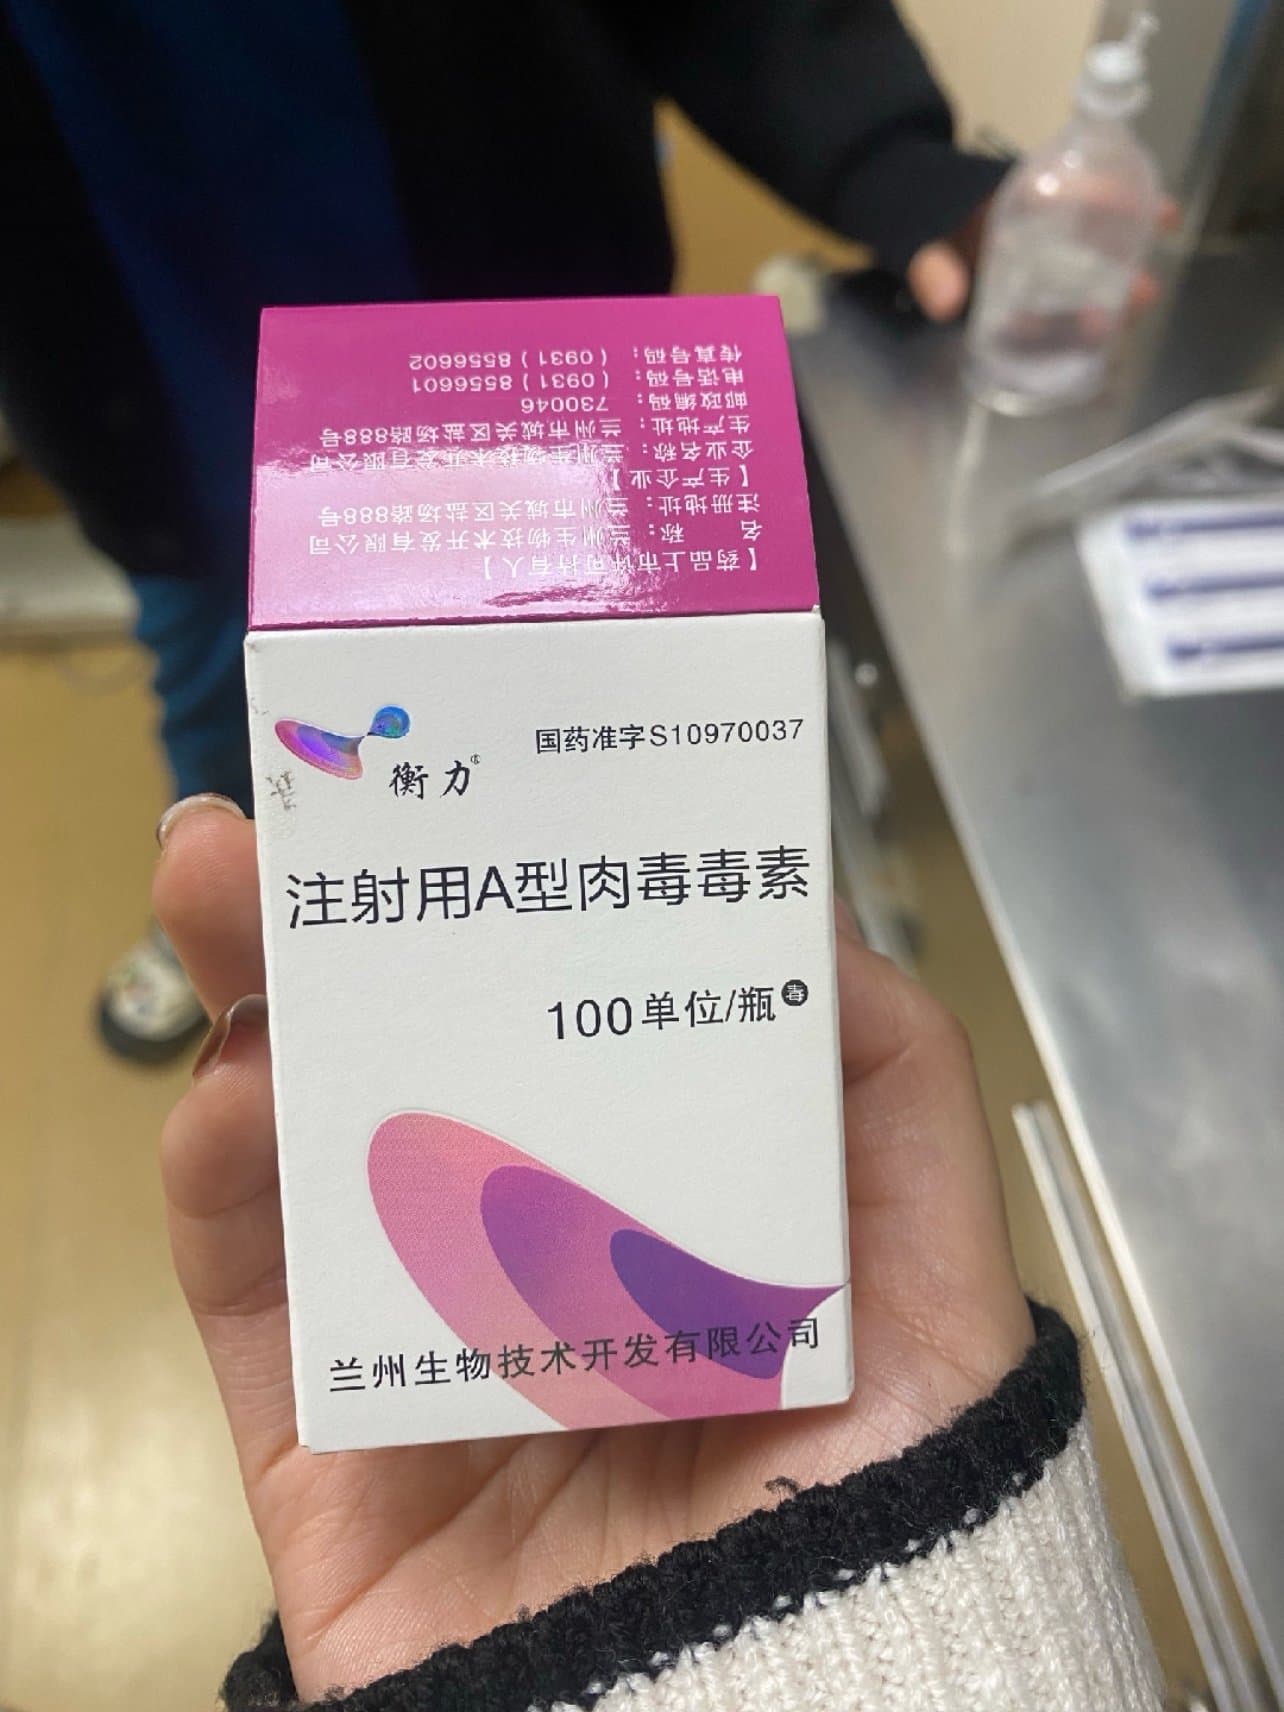 【药品上市许可持有人】
名 称：兰州生物技术开发有限公司
注册地址：兰州市城关区盐场路888号
【生产企业】
企业名称：兰州生物技术开发有限公司
生产地址：兰州市城关区盐场路888号
邮政编码：730046
电话号码：(0931) 8556601
传真号码：(0931) 8556602
衡力®
国药准字S10970037
注射用A型肉毒毒素
100单位/瓶 毒
兰州生物技术开发有限公司